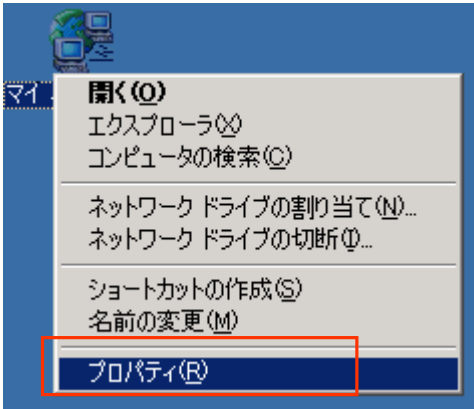 マイ
開く(O)
エクスプローラ(X)
コンピュータの検索(C)
ネットワーク ドライブの割り当て(N)...
ネットワーク ドライブの切断(D)...
ショートカットの作成(S)
名前の変更(M)
プロパティ(R)